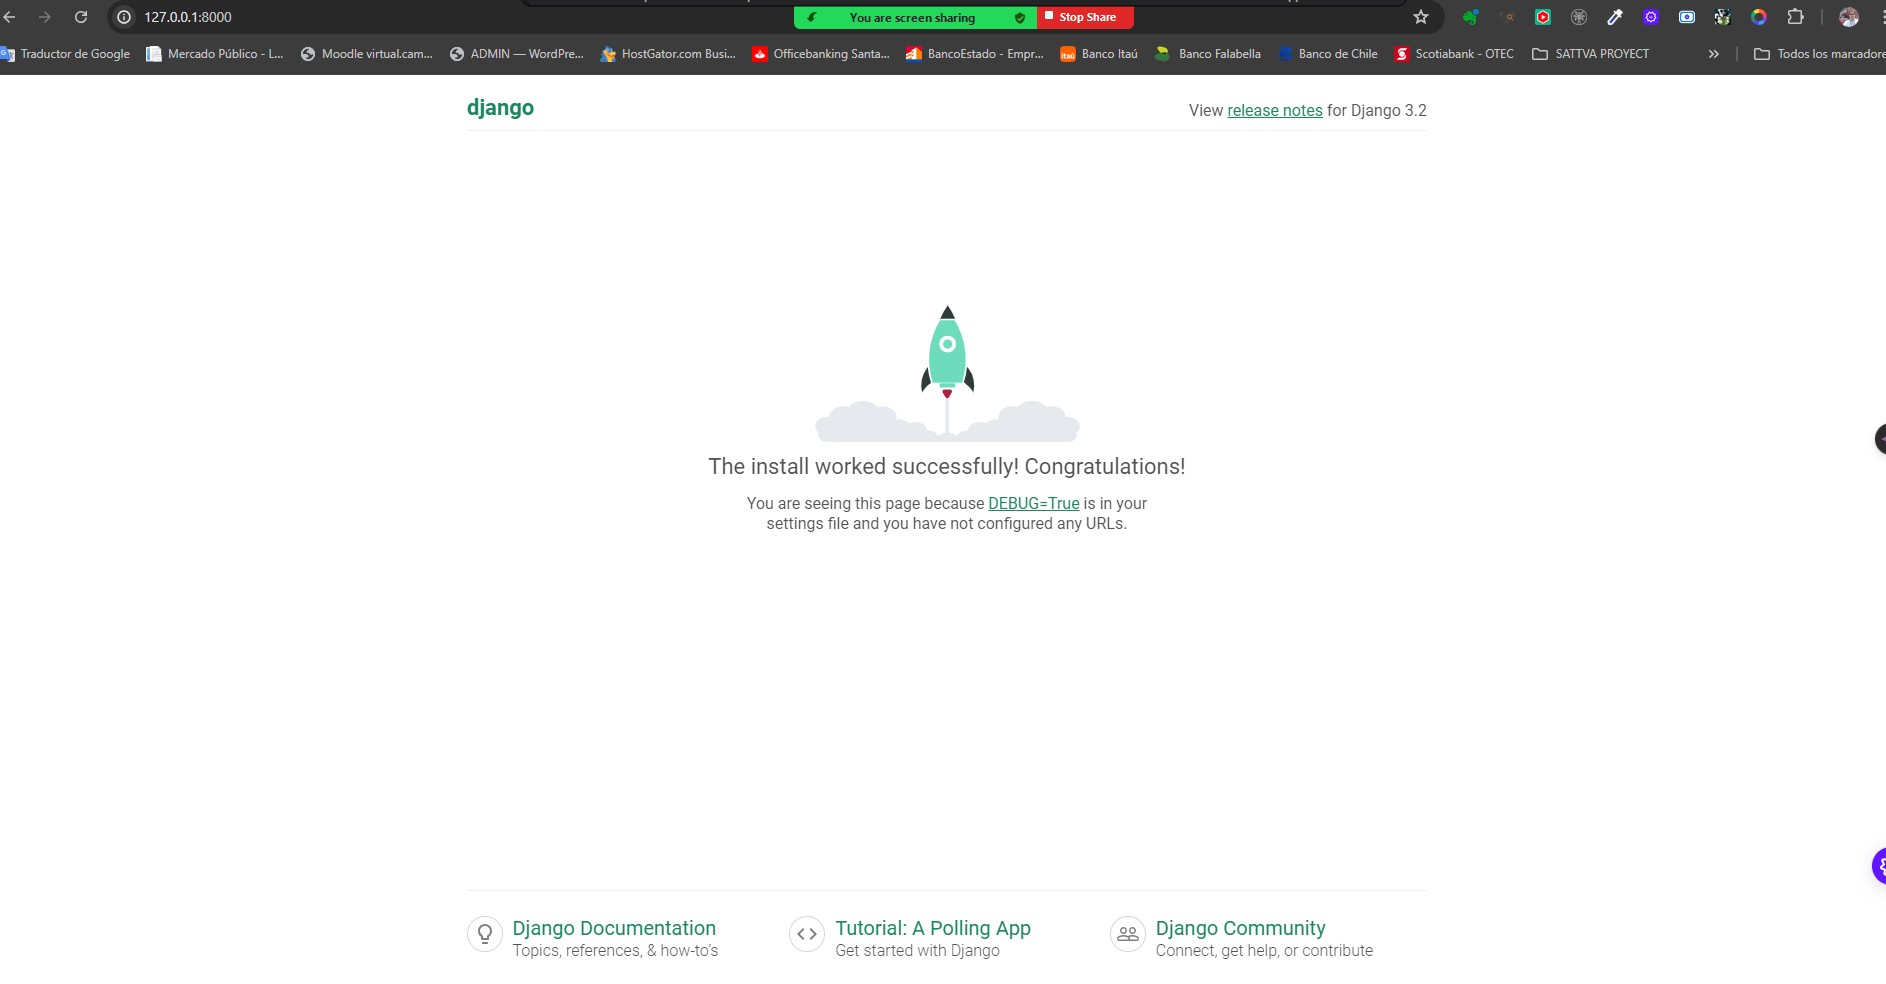 127.0.0.1:8000
You are screen sharing
Stop Share
Traductor de Google
Mercado Público - L...
Moodle virtual.cam...
ADMIN — WordPre...
HostGator.com Busi...
Officebanking Santa...
BancoEstado - Empr...
Banco Itaú
Banco Falabella
Banco de Chile
Scotiabank - OTEC
SATTVA PROYECT
»
Todos los marcadore
django
View release notes for Django 3.2
The install worked successfully! Congratulations!
You are seeing this page because DEBUG=True is in your
settings file and you have not configured any URLs.
Django Documentation
Topics, references, & how-to's
Tutorial: A Polling App
Get started with Django
Django Community
Connect, get help, or contribute